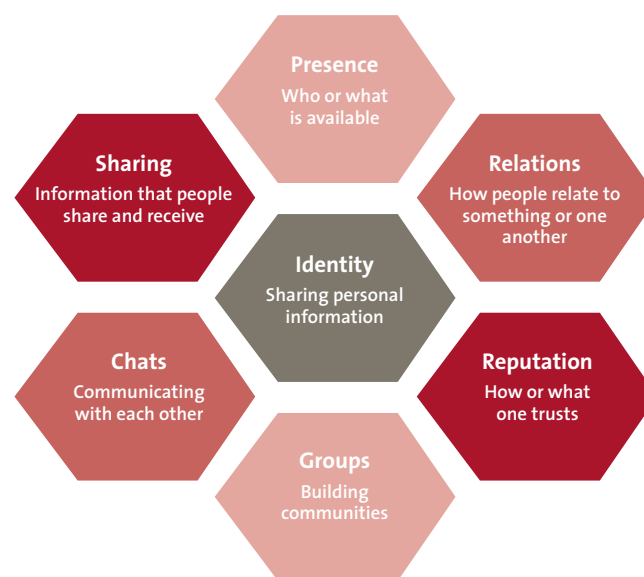 Presence
Who or what
is available
Sharing
Information that people
share and receive
Relations
How people relate to
something or one
another
Identity
Sharing personal
information
Chats
Communicating
with each other
Reputation
How or what
one trusts
Groups
Building
communities